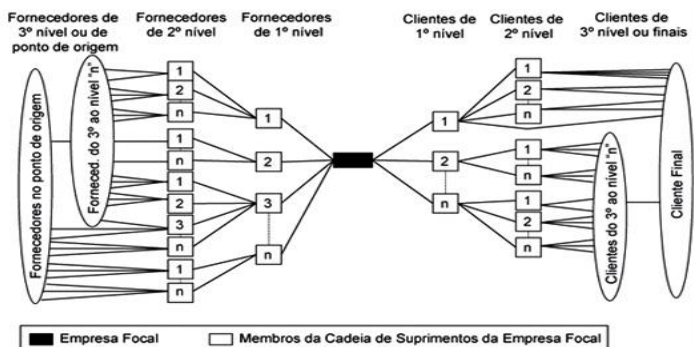 Fornecedores de
3º nível ou de
ponto de origem
Fornecedores
de 2º nível
Fornecedores
de 1º nível
Clientes de
1º nível
Clientes de
2º nível
Clientes de
3º nível ou finais
Fornecedores no ponto de origem
Forneced. do 3º ao nível "n"
1
2
n
1
n
1
2
3
n
1
n
1
2
3
n
1
2
n
1
2
n
1
n
1
2
n
Clientes do 3º ao nível "n"
Cliente Final
Empresa Focal
Membros da Cadeia de Suprimentos da Empresa Focal